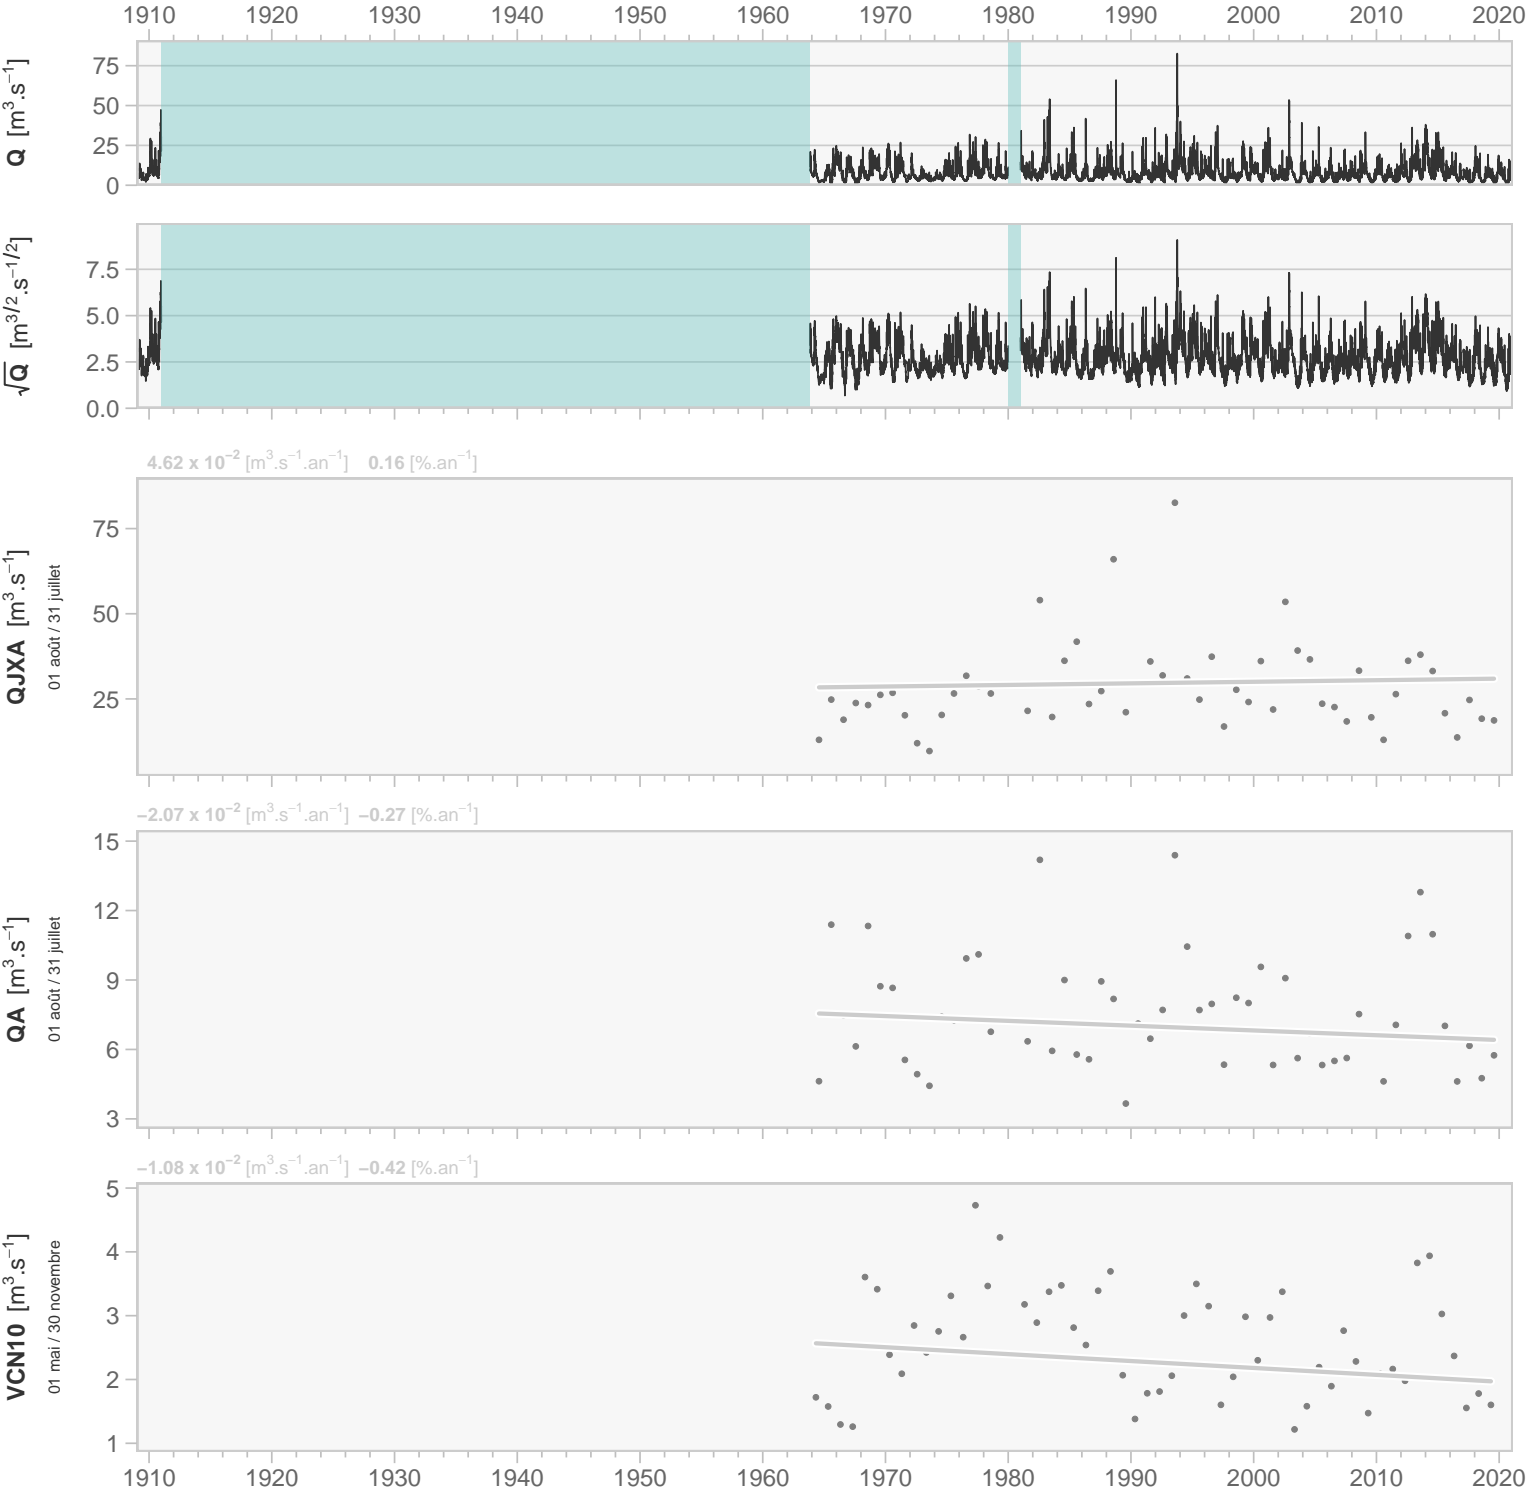 1910 1920 1930 1940 1950 1960 1970 1980 1990 2000 2010 2020
Q [m³.s⁻¹]
75
50
25
0
√Q [m³/².s⁻¹/²]
7.5
5.0
2.5
0.0
4.62 x 10⁻² [m³.s⁻¹.an⁻¹] 0.16 [%.an⁻¹]
QJXA [m³.s⁻¹]
01 août / 31 juillet
75
50
25
−2.07 x 10⁻² [m³.s⁻¹.an⁻¹] −0.27 [%.an⁻¹]
QA [m³.s⁻¹]
01 août / 31 juillet
15
12
9
6
3
−1.08 x 10⁻² [m³.s⁻¹.an⁻¹] −0.42 [%.an⁻¹]
VCN10 [m³.s⁻¹]
01 mai / 30 novembre
5
4
3
2
1
1910 1920 1930 1940 1950 1960 1970 1980 1990 2000 2010 2020